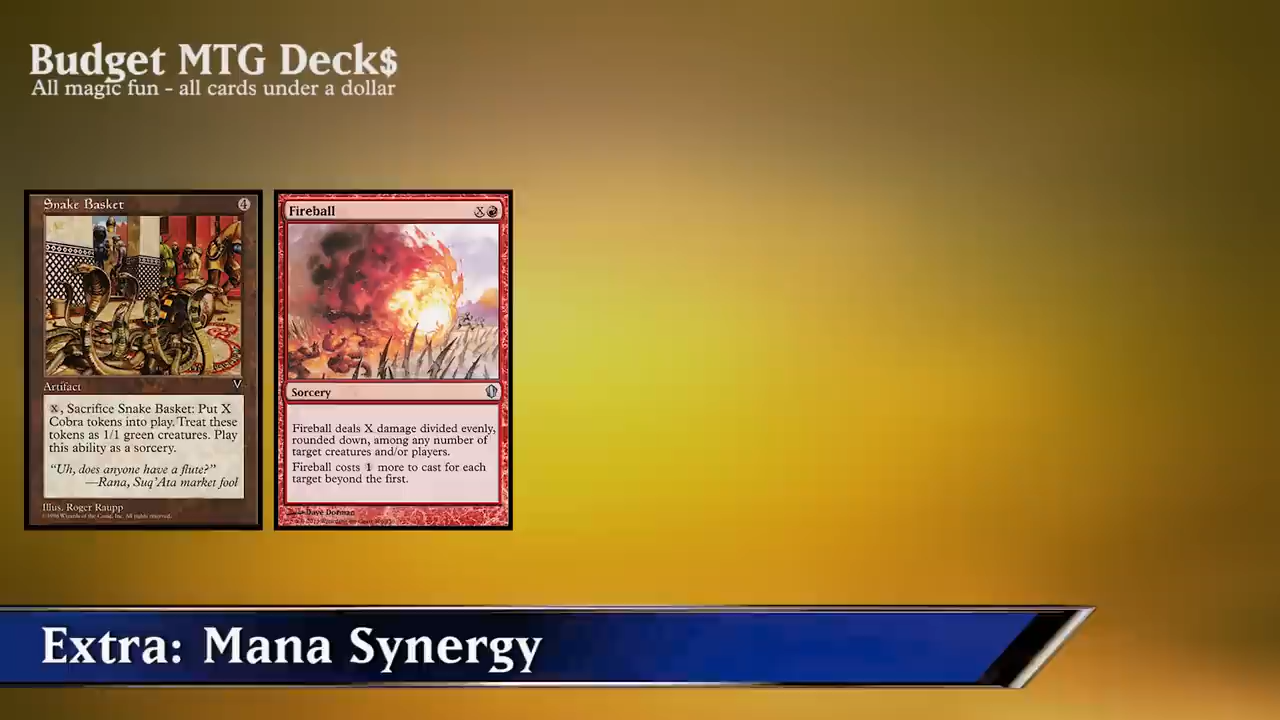 Budget MTG Deck$
All magic fun - all cards under a dollar
Snake Basket 4
Artifact V
X, Sacrifice Snake Basket: Put X
Cobra tokens into play. Treat these
tokens as 1/1 green creatures. Play
this ability as a sorcery.
"Uh, does anyone have a flute?"
—Rana, Suq'Ata market fool
Illus. Roger Raupp
Fireball X
Sorcery
Fireball deals X damage divided evenly,
rounded down, among any number of
target creatures and/or players.
Fireball costs 1 more to cast for each
target beyond the first.
Dave Dorman
Extra: Mana Synergy